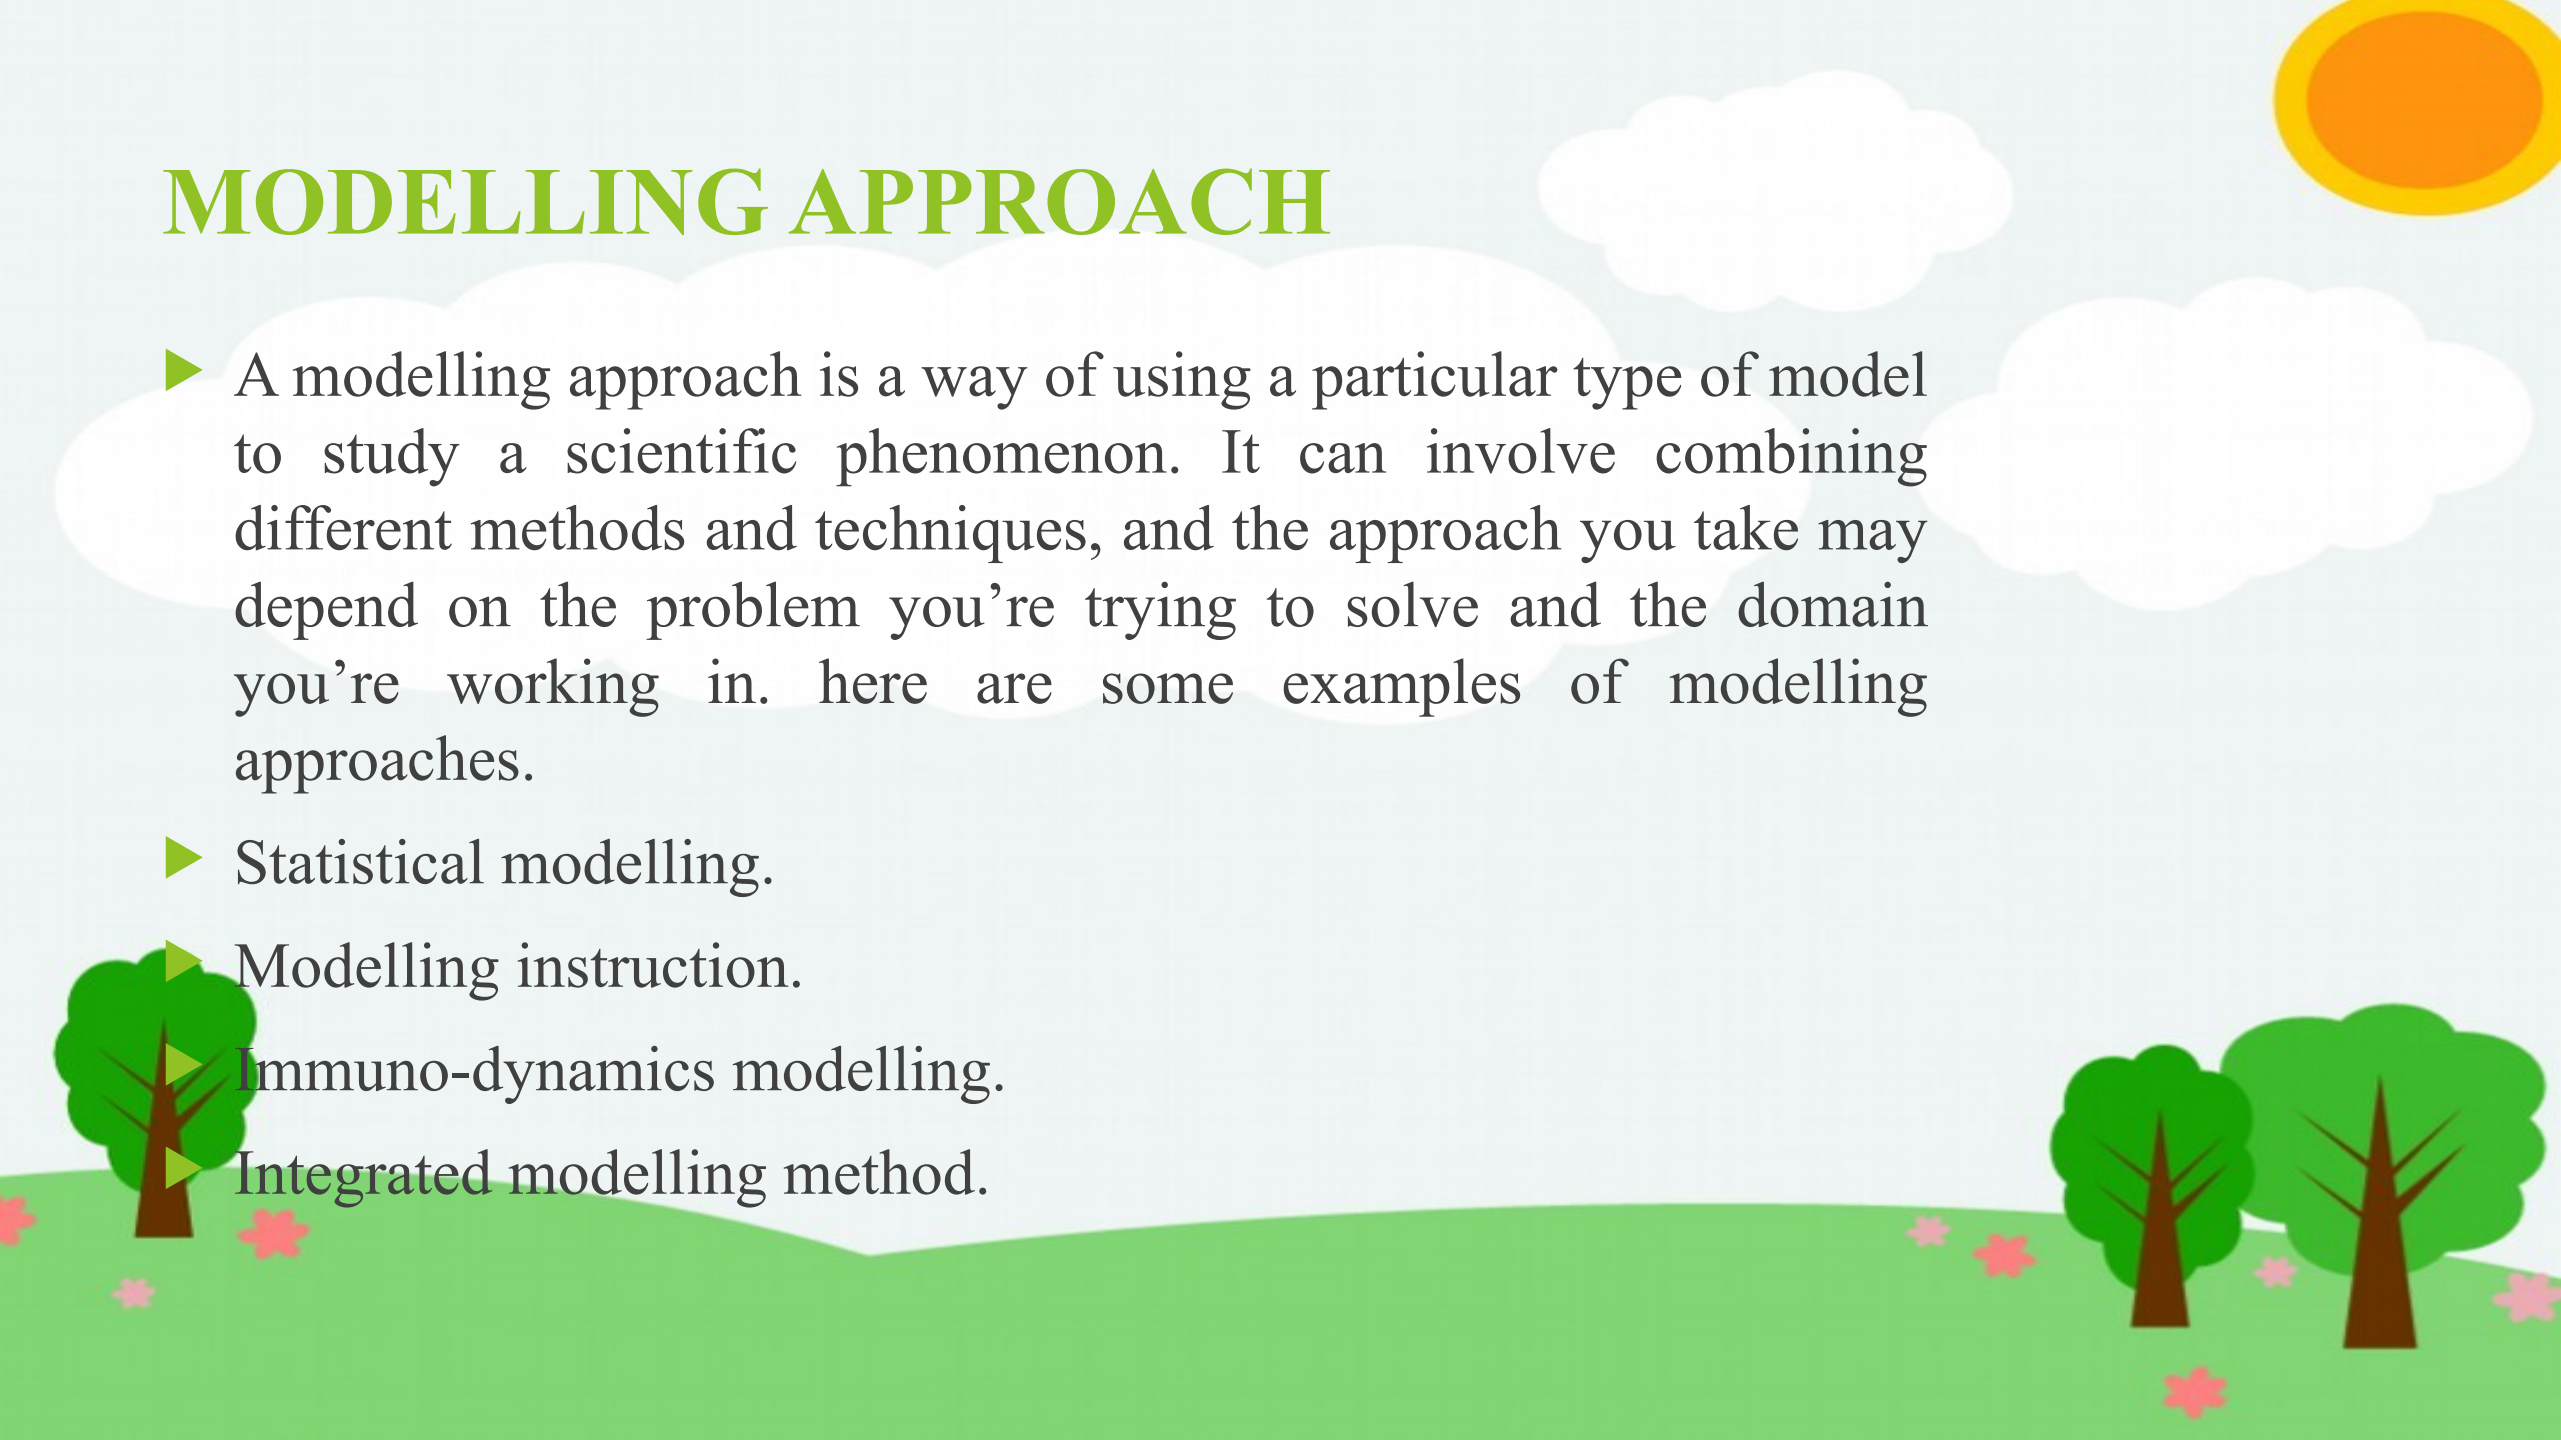 MODELLING APPROACH
A modelling approach is a way of using a particular type of model
to study a scientific phenomenon. It can involve combining
different methods and techniques, and the approach you take may
depend on the problem you’re trying to solve and the domain
you’re working in. here are some examples of modelling
approaches.
Statistical modelling.
Modelling instruction.
Immuno-dynamics modelling.
Integrated modelling method.